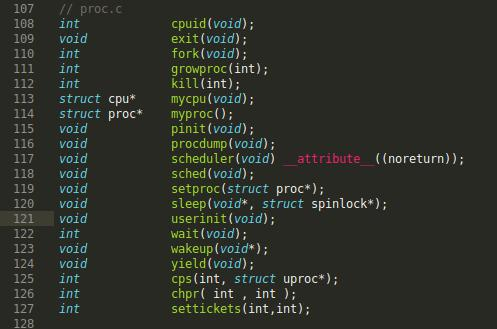 107 // proc.c
108 int cpuid(void);
109 void exit(void);
110 int fork(void);
111 int growproc(int);
112 int kill(int);
113 struct cpu* mycpu(void);
114 struct proc* myproc();
115 void pinit(void);
116 void procdump(void);
117 void scheduler(void) __attribute__((noreturn));
118 void sched(void);
119 void setproc(struct proc*);
120 void sleep(void*, struct spinlock*);
121 void userinit(void);
122 int wait(void);
123 void wakeup(void*);
124 void yield(void);
125 int cps(int, struct uproc*);
126 int chpr( int , int );
127 int settickets(int,int);
128